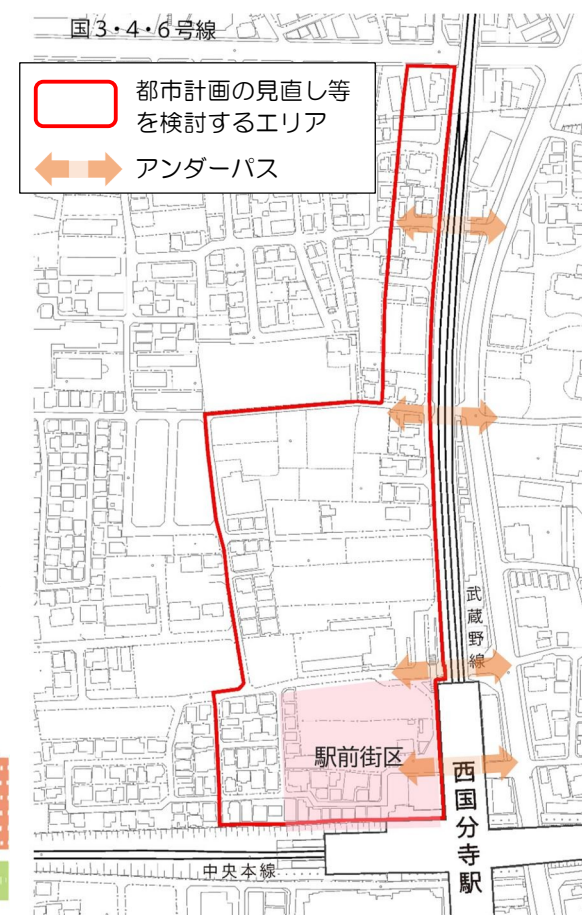 国3・4・6号線
都市計画の見直し等
を検討するエリア
アンダーパス
武蔵野線
駅前街区
西国分寺駅
中央本線